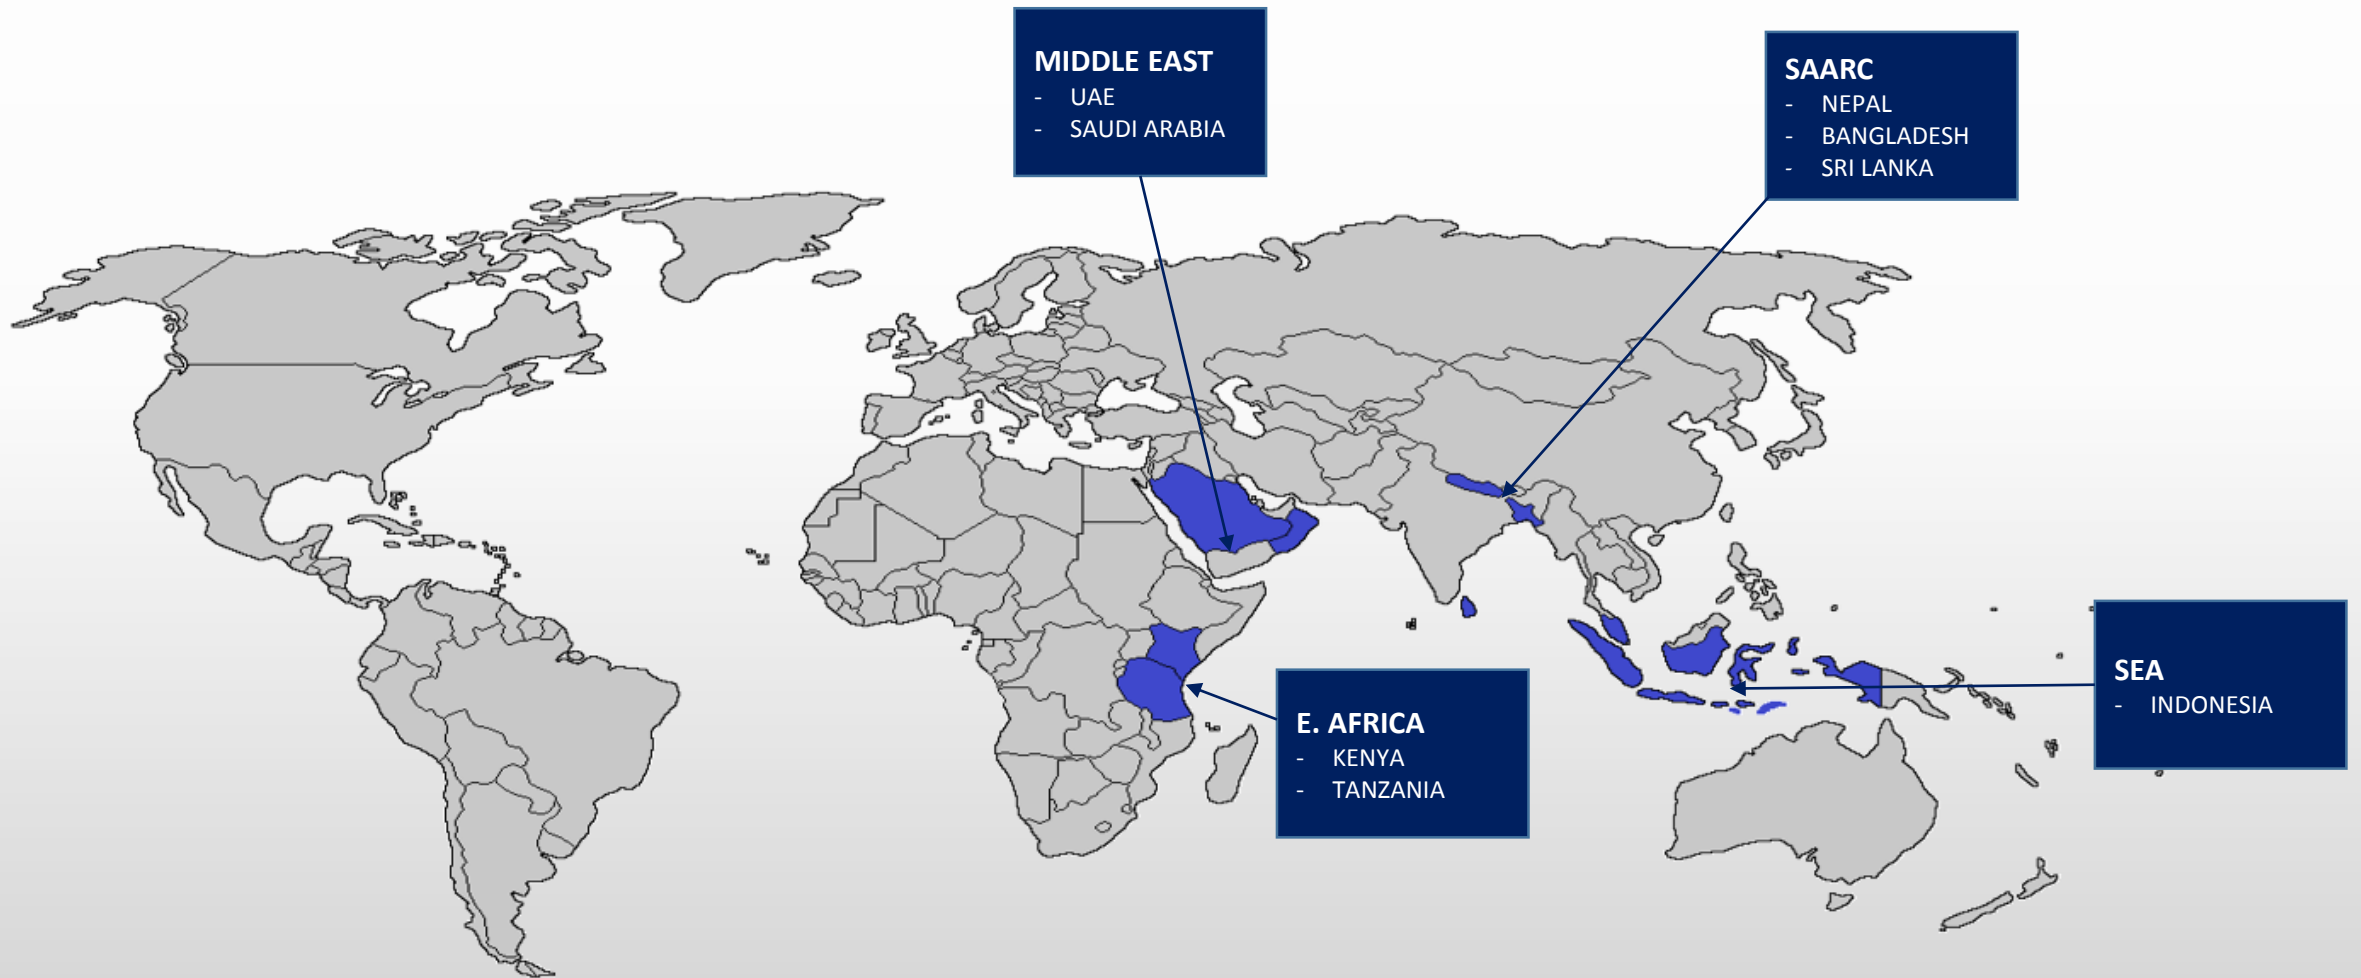 MIDDLE EAST
- UAE
- SAUDI ARABIA
SAARC
- NEPAL
- BANGLADESH
- SRI LANKA
E. AFRICA
- KENYA
- TANZANIA
SEA
- INDONESIA